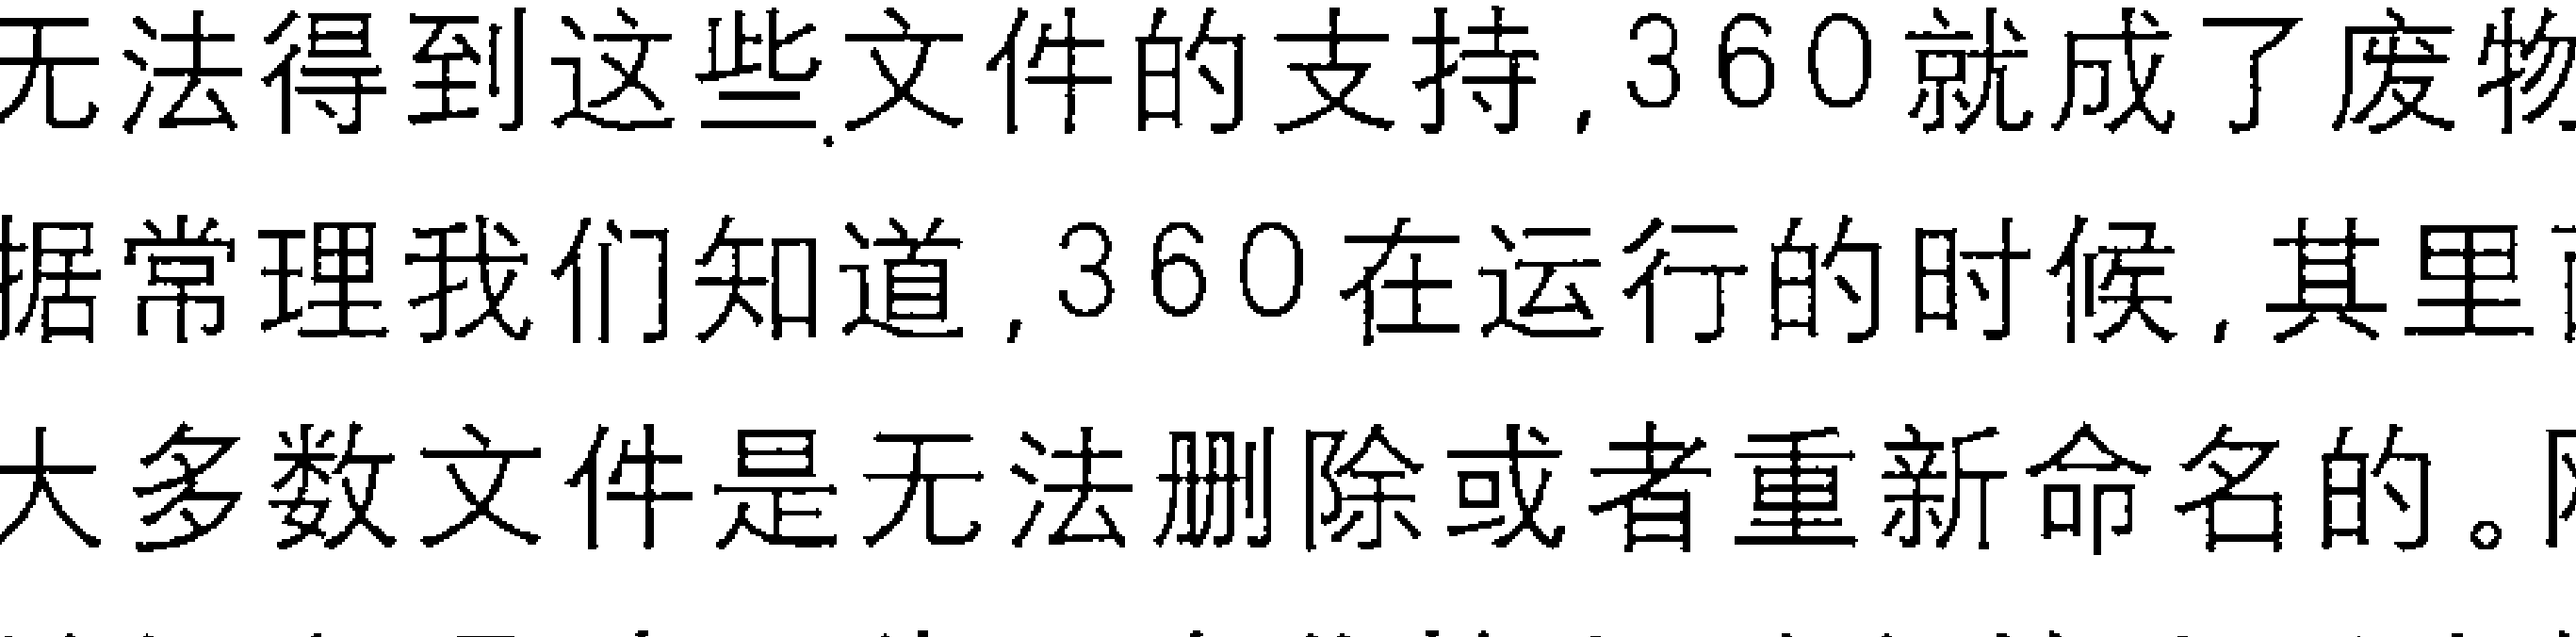 无法得到这些文件的支持,360就成了废物
据常理我们知道,360在运行的时候,其里
大多数文件是无法删除或者重新命名的。